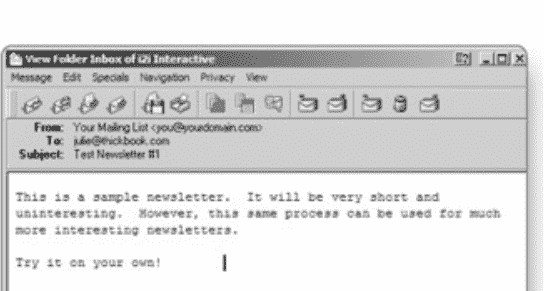 View Folder Inbox of i2i Interactive
Message Edit Specials Navigation Privacy View
From: Your Mailing List <you@yourdomain.com>
To: julie@thickbook.com
Subject: Test Newsletter #1
This is a sample newsletter. It will be very short and
uninteresting. However, this same process can be used for much
more interesting newsletters.
Try it on your own!